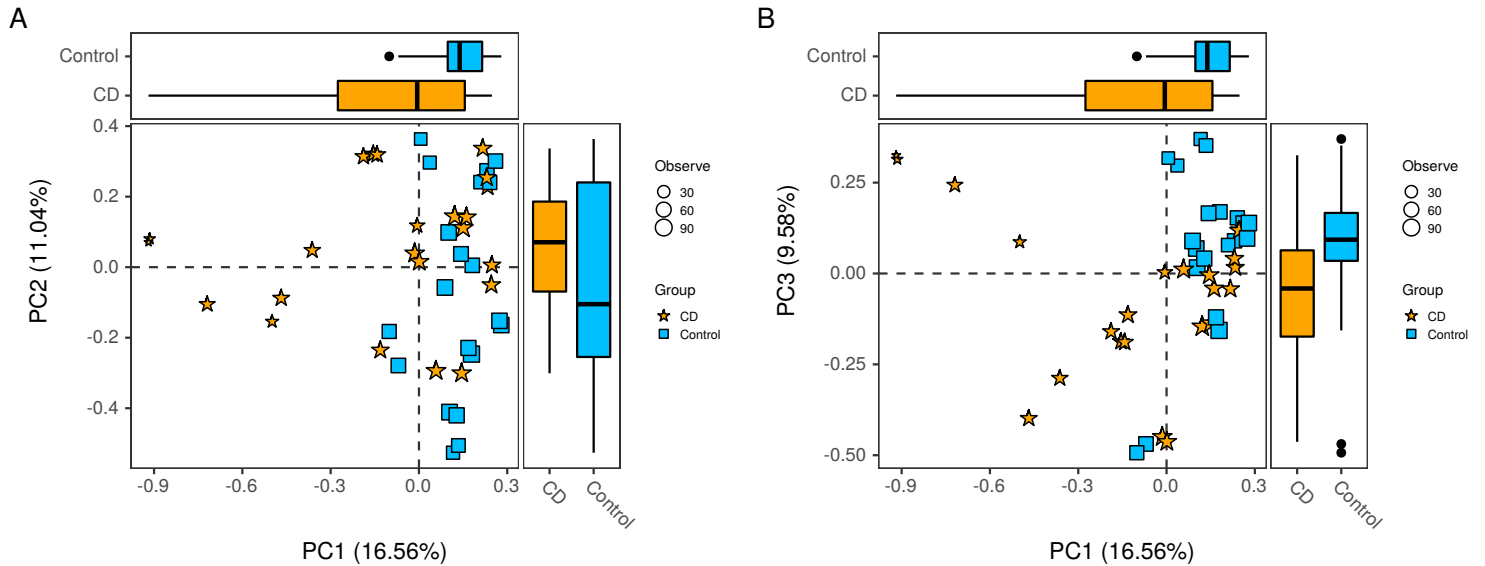 A
Control
CD
0.4
0.2
0.0
-0.2
-0.4
PC2 (11.04%)
-0.9
-0.6
-0.3
0.0
0.3
PC1 (16.56%)
CD
Control
Observe
30
60
90
Group
CD
Control
B
Control
CD
0.25
0.00
-0.25
-0.50
PC3 (9.58%)
-0.9
-0.6
-0.3
0.0
0.3
PC1 (16.56%)
CD
Control
Observe
30
60
90
Group
CD
Control